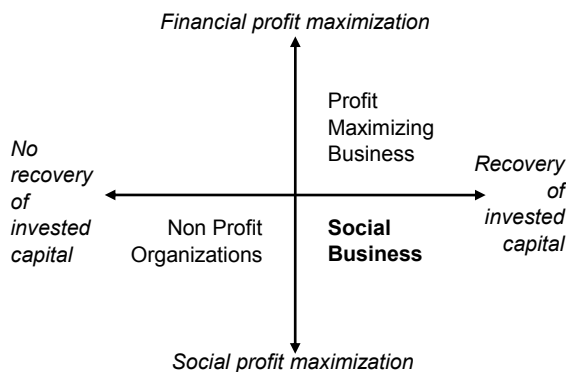 Financial profit maximization
Profit
Maximizing
Business
No
recovery
of
invested
capital
Recovery
of
invested
capital
Non Profit
Organizations
Social
Business
Social profit maximization